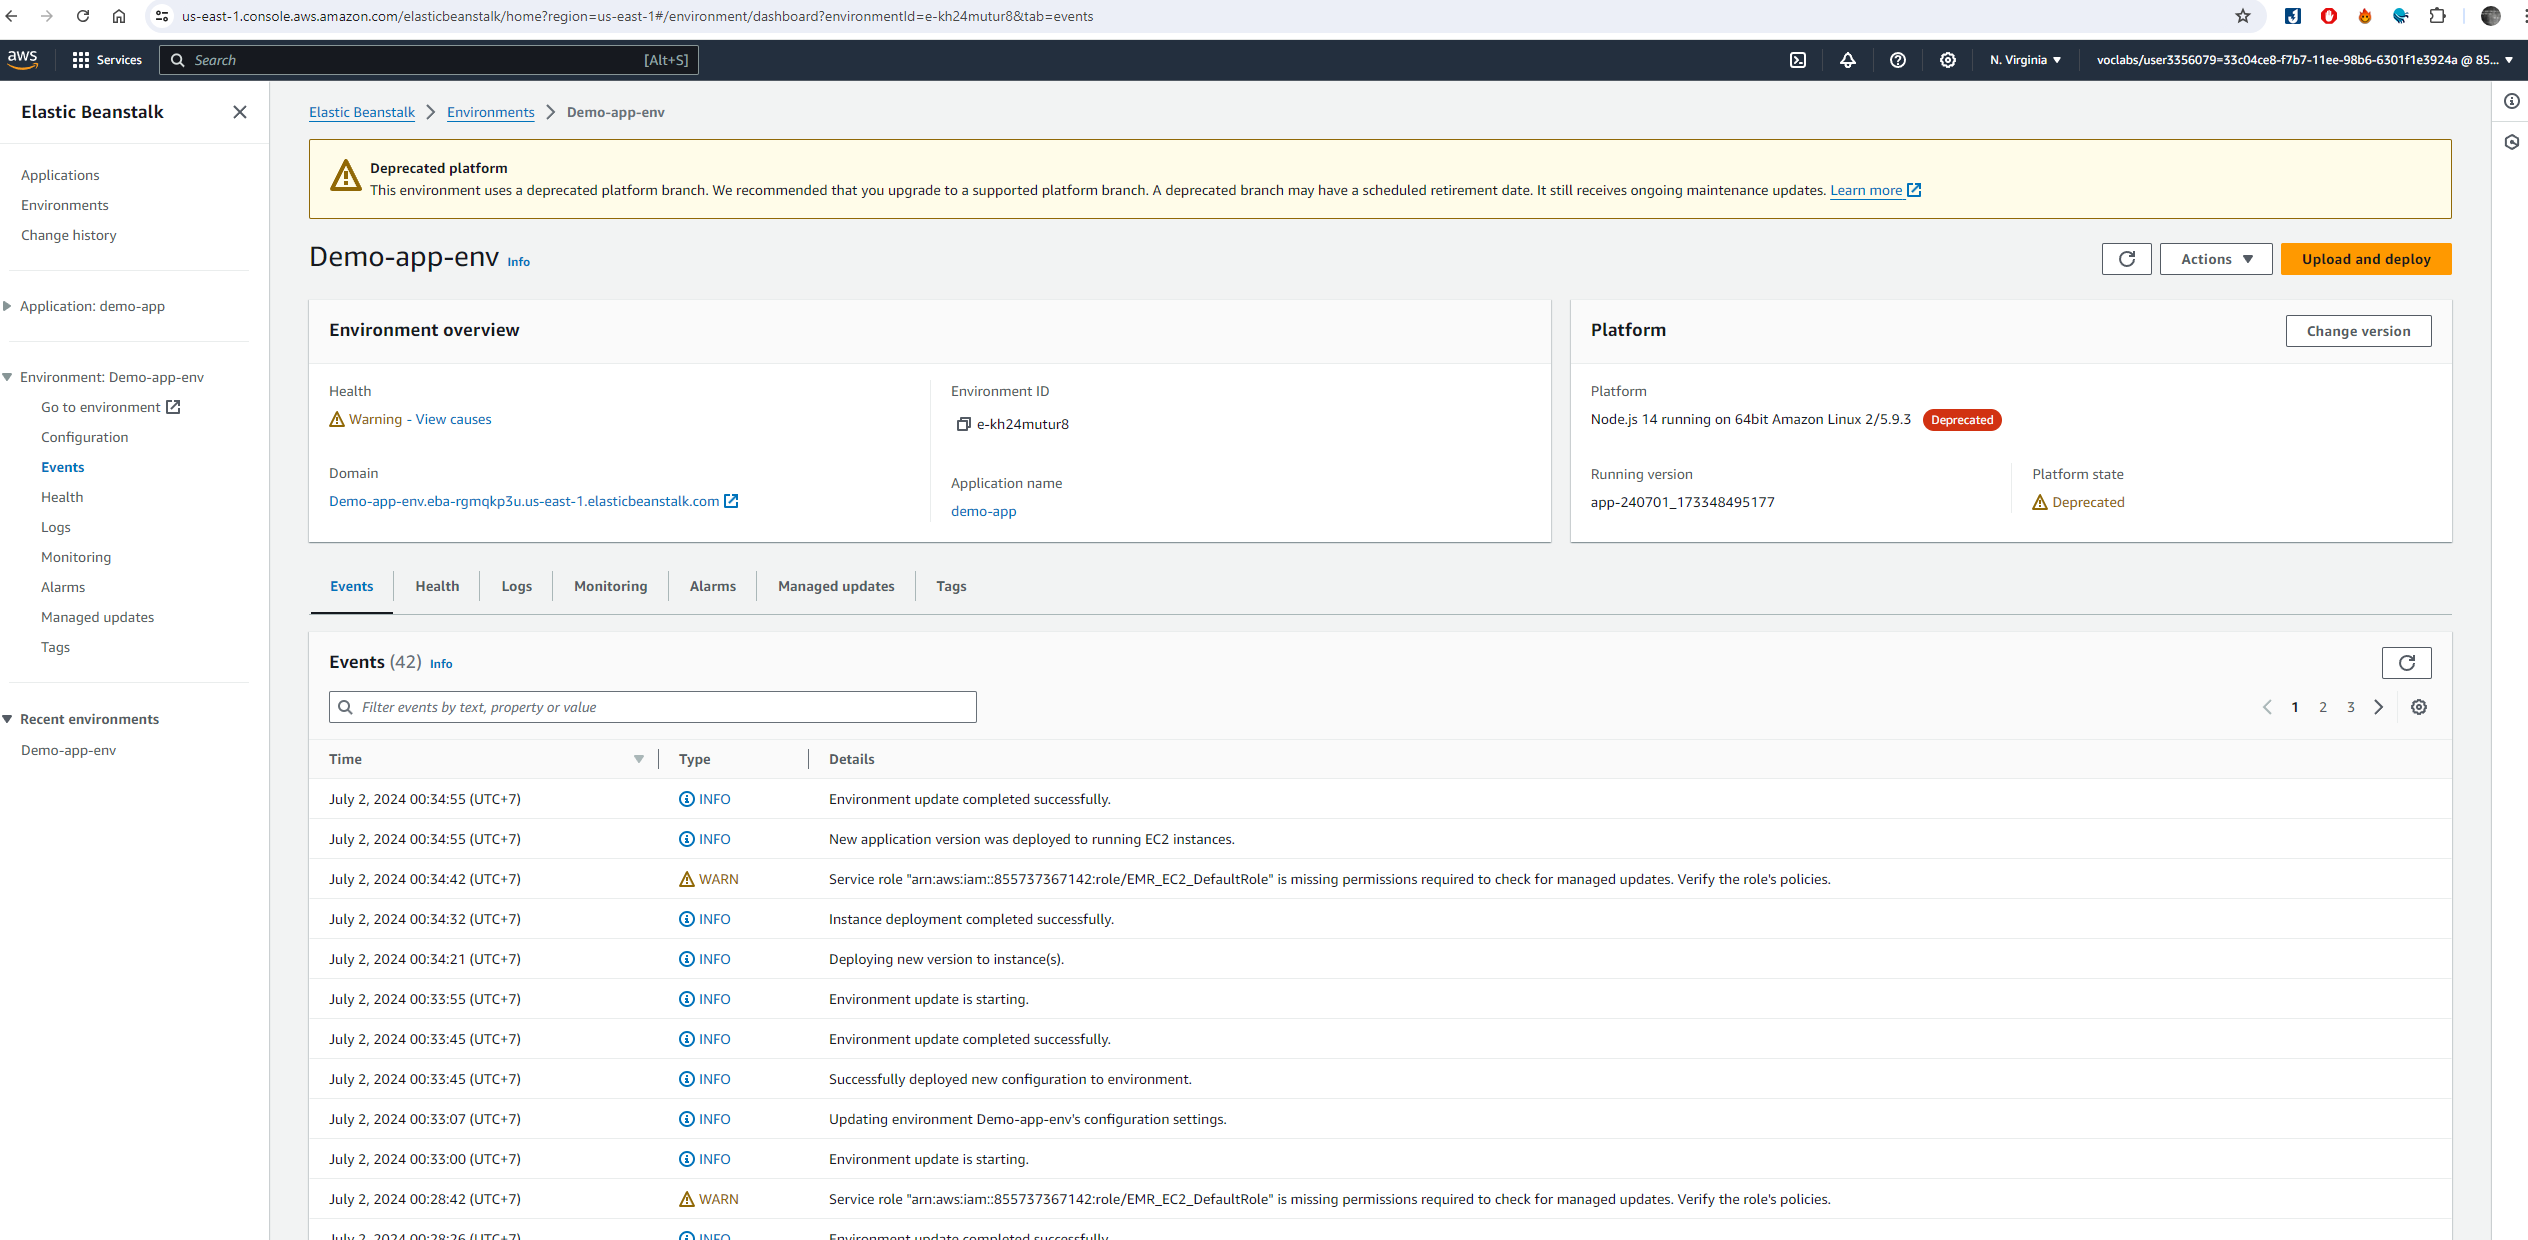 us-east-1.console.aws.amazon.com/elasticbeanstalk/home?region=us-east-1#/environment/dashboard?environmentId=e-kh24mutur8&tab=events
aws
Services
Search
[Alt+S]
N. Virginia
voclabs/user3356079=33c04ce8-f7b7-11ee-98b6-6301f1e3924a @ 85...
Elastic Beanstalk
Applications
Environments
Change history
Application: demo-app
Environment: Demo-app-env
Go to environment
Configuration
Events
Health
Logs
Monitoring
Alarms
Managed updates
Tags
Recent environments
Demo-app-env
Elastic Beanstalk
Environments
Demo-app-env
Deprecated platform
This environment uses a deprecated platform branch. We recommended that you upgrade to a supported platform branch. A deprecated branch may have a scheduled retirement date. It still receives ongoing maintenance updates. Learn more
Demo-app-env Info
Actions
Upload and deploy
Environment overview
Health
Warning - View causes
Domain
Demo-app-env.eba-rgmqkp3u.us-east-1.elasticbeanstalk.com
Environment ID
e-kh24mutur8
Application name
demo-app
Platform
Change version
Platform
Node.js 14 running on 64bit Amazon Linux 2/5.9.3 Deprecated
Running version
app-240701_173348495177
Platform state
Deprecated
Events
Health
Logs
Monitoring
Alarms
Managed updates
Tags
Events (42) Info
Filter events by text, property or value
1 2 3
Time Type Details
July 2, 2024 00:34:55 (UTC+7) INFO Environment update completed successfully.
July 2, 2024 00:34:55 (UTC+7) INFO New application version was deployed to running EC2 instances.
July 2, 2024 00:34:42 (UTC+7) WARN Service role "arn:aws:iam::855737367142:role/EMR_EC2_DefaultRole" is missing permissions required to check for managed updates. Verify the role's policies.
July 2, 2024 00:34:32 (UTC+7) INFO Instance deployment completed successfully.
July 2, 2024 00:34:21 (UTC+7) INFO Deploying new version to instance(s).
July 2, 2024 00:33:55 (UTC+7) INFO Environment update is starting.
July 2, 2024 00:33:45 (UTC+7) INFO Environment update completed successfully.
July 2, 2024 00:33:45 (UTC+7) INFO Successfully deployed new configuration to environment.
July 2, 2024 00:33:07 (UTC+7) INFO Updating environment Demo-app-env's configuration settings.
July 2, 2024 00:33:00 (UTC+7) INFO Environment update is starting.
July 2, 2024 00:28:42 (UTC+7) WARN Service role "arn:aws:iam::855737367142:role/EMR_EC2_DefaultRole" is missing permissions required to check for managed updates. Verify the role's policies.
July 2, 2024 00:28:26 (UTC+7) INFO Environment update completed successfully.